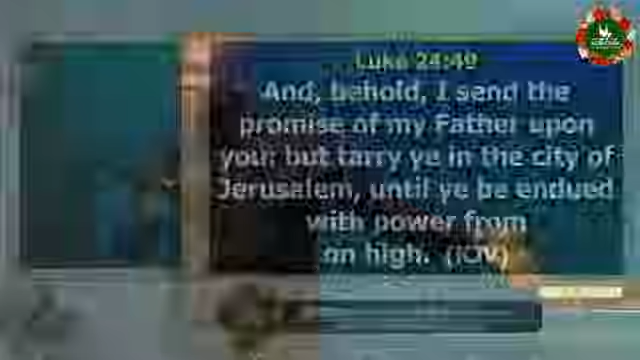 Luke 24:49
And, behold, I send the
promise of my Father upon
you: but tarry ye in the city of
Jerusalem, until ye be endued
with power from
on high.